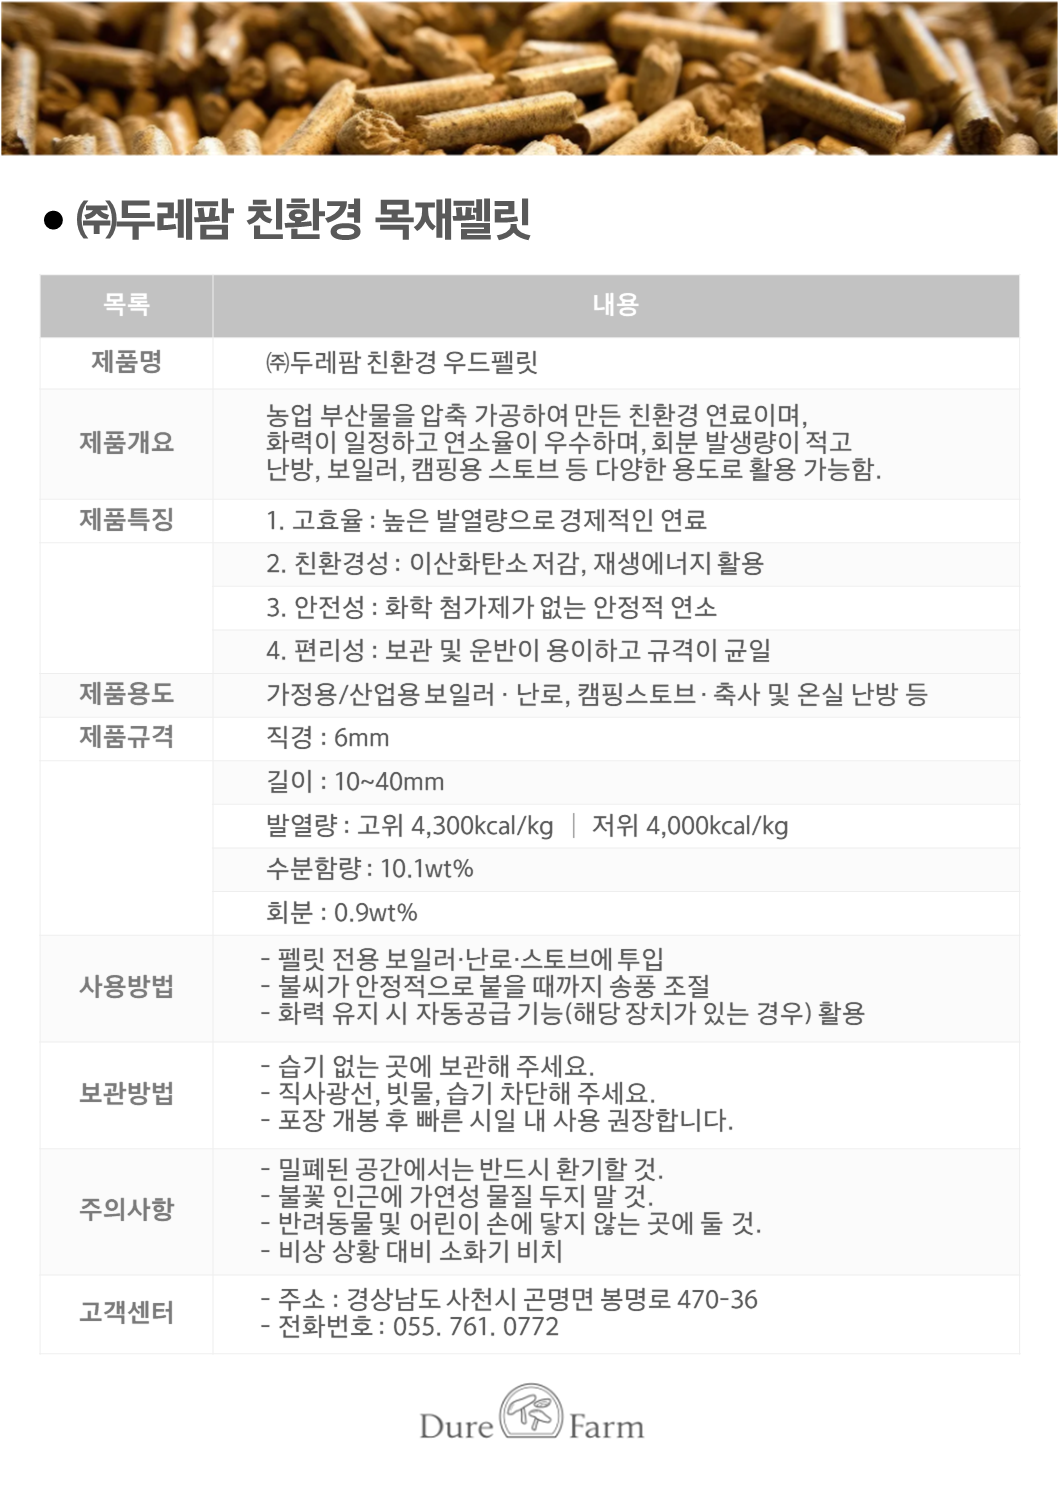 ● ㈜두레팜 친환경 목재펠릿
목록 내용
제품명 ㈜두레팜 친환경 우드펠릿
제품개요
농업 부산물을 압축 가공하여 만든 친환경 연료이며,
화력이 일정하고 연소율이 우수하며, 회분 발생량이 적고
난방, 보일러, 캠핑용 스토브 등 다양한 용도로 활용 가능함.
제품특징 1. 고효율 : 높은 발열량으로 경제적인 연료
2. 친환경성 : 이산화탄소 저감, 재생에너지 활용
3. 안전성 : 화학 첨가제가 없는 안정적 연소
4. 편리성 : 보관 및 운반이 용이하고 규격이 균일
제품용도 가정용/산업용 보일러 · 난로, 캠핑스토브 · 축사 및 온실 난방 등
제품규격 직경 : 6mm
길이 : 10~40mm
발열량 : 고위 4,300kcal/kg │ 저위 4,000kcal/kg
수분함량 : 10.1wt%
회분 : 0.9wt%
사용방법
- 펠릿 전용 보일러·난로·스토브에 투입
- 불씨가 안정적으로 붙을 때까지 송풍 조절
- 화력 유지 시 자동공급 기능(해당 장치가 있는 경우) 활용
보관방법
- 습기 없는 곳에 보관해 주세요.
- 직사광선, 빗물, 습기 차단해 주세요.
- 포장 개봉 후 빠른 시일 내 사용 권장합니다.
주의사항
- 밀폐된 공간에서는 반드시 환기할 것.
- 불꽃 인근에 가연성 물질 두지 말 것.
- 반려동물 및 어린이 손에 닿지 않는 곳에 둘 것.
- 비상 상황 대비 소화기 비치
고객센터
- 주소 : 경상남도 사천시 곤명면 봉명로 470-36
- 전화번호 : 055. 761. 0772
Dure Farm